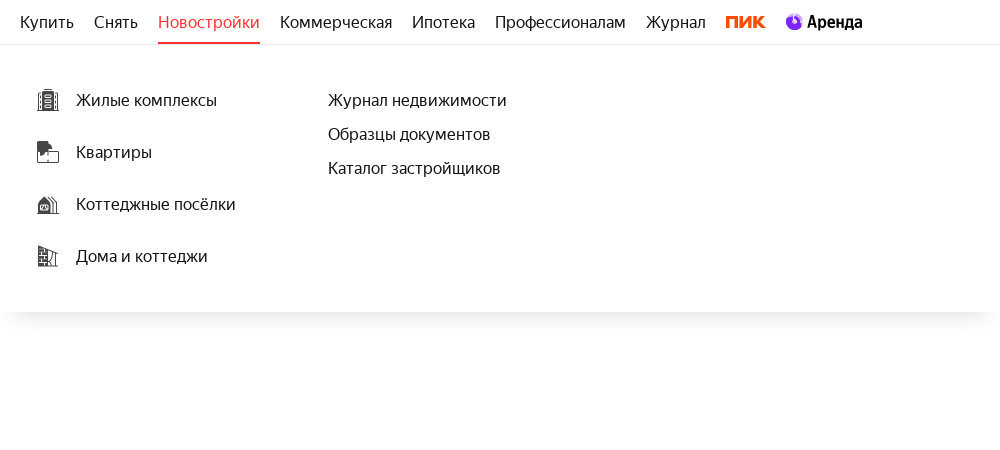 Купить Снять Новостройки Коммерческая Ипотека Профессионалам Журнал ПИК Аренда
Жилые комплексы
Квартиры
Коттеджные посёлки
Дома и коттеджи
Журнал недвижимости
Образцы документов
Каталог застройщиков